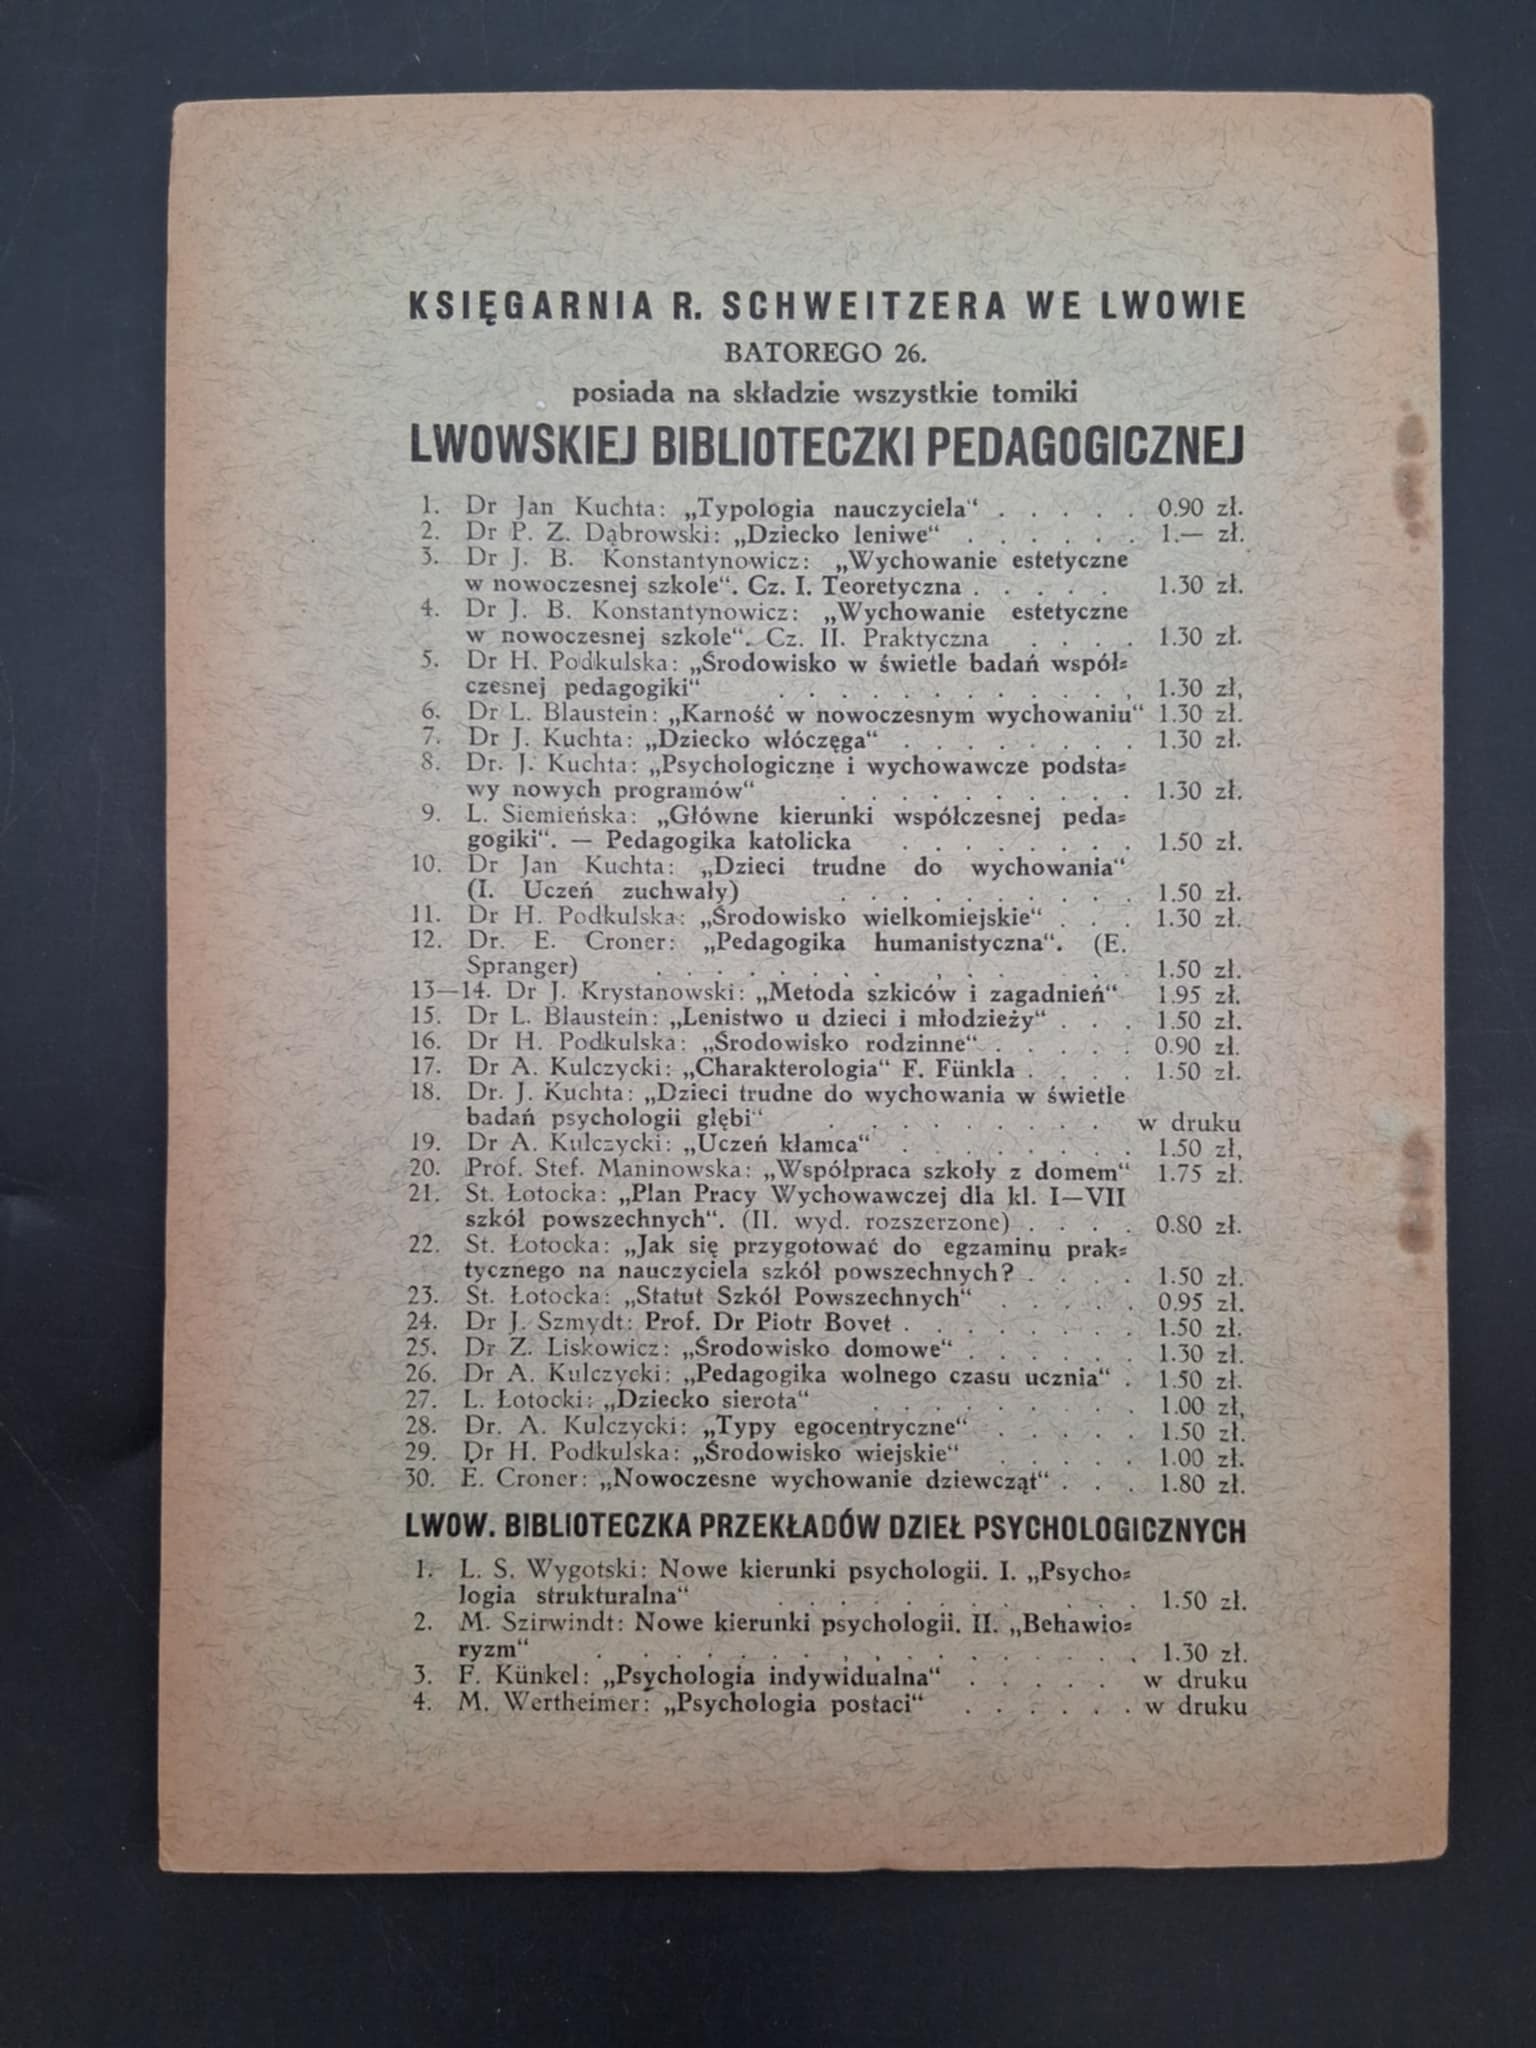 KSIĘGARNIA R. SCHWEITZERA WE LWOWIE
BATOREGO 26.
posiada na składzie wszystkie tomiki
LWOWSKIEJ BIBLIOTECZKI PEDAGOGICZNEJ
1. Dr Jan Kuchta: „Typologia nauczyciela“ . . . . . 0.90 zł.
2. Dr P. Z. Dąbrowski: „Dziecko leniwe“ . . . . . . 1.— zł.
3. Dr J. B. Konstantynowicz: „Wychowanie estetyczne
w nowoczesnej szkole“. Cz. I. Teoretyczna . . . . . 1.30 zł.
4. Dr J. B. Konstantynowicz: „Wychowanie estetyczne
w nowoczesnej szkole“. Cz. II. Praktyczna . . . . 1.30 zł.
5. Dr H. Podkulska: „Środowisko w świetle badań współ=
czesnej pedagogiki“ . . . . . . . . . . . , 1.30 zł,
6. Dr L. Blaustein: „Karność w nowoczesnym wychowaniu“ 1.30 zł.
7. Dr J. Kuchta: „Dziecko włóczęga“ . . . . . . . . 1.30 zł.
8. Dr. J. Kuchta: „Psychologiczne i wychowawcze podsta=
wy nowych programów“ . . . . . . . . . . 1.30 zł.
9. L. Siemieńska: „Główne kierunki współczesnej peda=
gogiki“. — Pedagogika katolicka . . . . . . . . 1.50 zł.
10. Dr Jan Kuchta: „Dzieci trudne do wychowania“
(I. Uczeń zuchwały) . . . . . . . . . . 1.50 zł.
11. Dr H. Podkulska: „Środowisko wielkomiejskie“ . . . 1.30 zł.
12. Dr. E. Croner: „Pedagogika humanistyczna“. (E.
Spranger) . . . . . . . . . . . . . 1.50 zł.
13—14. Dr J. Krystanowski: „Metoda szkiców i zagadnień“ 1.95 zł.
15. Dr L. Blaustein: „Lenistwo u dzieci i młodzieży“ . . . 1.50 zł.
16. Dr H. Podkulska: „Środowisko rodzinne“ . . . . . 0.90 zł.
17. Dr A. Kulczycki: „Charakterologia“ F. Fünkla . . . . 1.50 zł.
18. Dr. J. Kuchta: „Dzieci trudne do wychowania w świetle
badań psychologii głębi“ . . . . . . . . w druku
19. Dr A. Kulczycki: „Uczeń kłamca“ . . . . . . . . 1.50 zł,
20. Prof. Stef. Maninowska: „Współpraca szkoły z domem“ 1.75 zł.
21. St. Łotocka: „Plan Pracy Wychowawczej dla kl. I—VII
szkół powszechnych“. (II. wyd. rozszerzone) . . . . 0.80 zł.
22. St. Łotocka: „Jak się przygotować do egzaminu prak=
tycznego na nauczyciela szkół powszechnych? . . . . 1.50 zł.
23. St. Łotocka: „Statut Szkół Powszechnych“ . . . . . 0.95 zł.
24. Dr J. Szmydt: Prof. Dr Piotr Bovet . . . . . . . . 1.50 zł.
25. Dr Z. Liskowicz: „Środowisko domowe“ . . . . . . 1.30 zł.
26. Dr A. Kulczycki: „Pedagogika wolnego czasu ucznia“ . 1.50 zł.
27. L. Łotocki: „Dziecko sierota“ . . . . . . . . . 1.00 zł,
28. Dr. A. Kulczycki: „Typy egocentryczne“ . . . . . 1.50 zł.
29. Dr H. Podkulska: „Środowisko wiejskie“ . . . . . 1.00 zł.
30. E. Croner: „Nowoczesne wychowanie dziewcząt“ . . . 1.80 zł.
LWOW. BIBLIOTECZKA PRZEKŁADÓW DZIEŁ PSYCHOLOGICZNYCH
1. L. S. Wygotski: Nowe kierunki psychologii. I. „Psycho=
logia strukturalna“ . . . . . . . . . . . 1.50 zł.
2. M. Szirwindt: Nowe kierunki psychologii. II. „Behawio=
ryzm“ . . . . . . . . . . . . . . . 1.30 zł.
3. F. Künkel: „Psychologia indywidualna“ . . . . . w druku
4. M. Wertheimer: „Psychologia postaci“ . . . . . . w druku